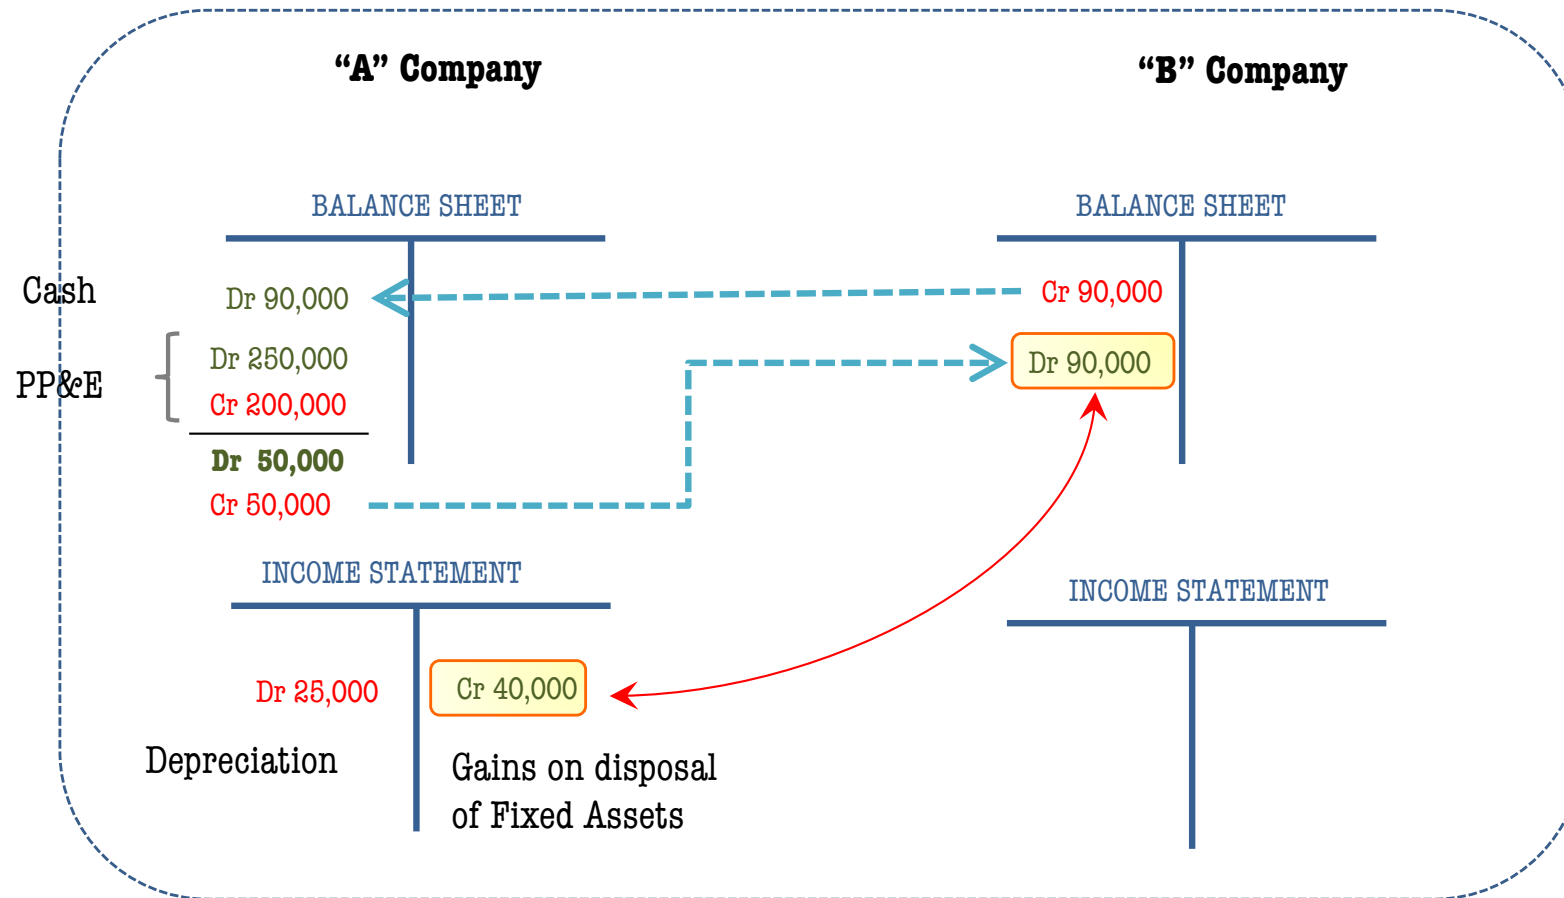 “A” Company
“B” Company
BALANCE SHEET
BALANCE SHEET
Cash
Dr 90,000
Cr 90,000
PP&E
Dr 250,000
Cr 200,000
Dr 90,000
Dr 50,000
Cr 50,000
INCOME STATEMENT
INCOME STATEMENT
Dr 25,000
Cr 40,000
Depreciation
Gains on disposal
of Fixed Assets